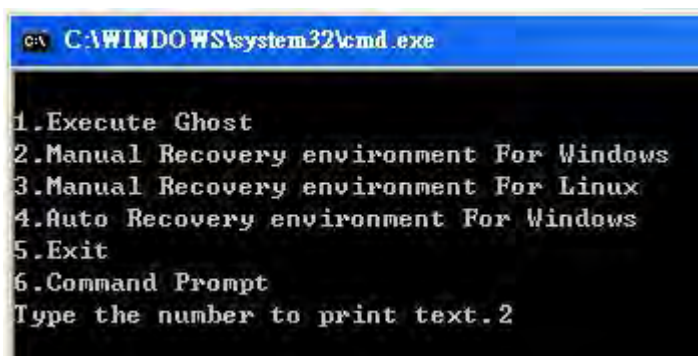 C:\WINDOWS\system32\cmd.exe
1.Execute Ghost
2.Manual Recovery environment For Windows
3.Manual Recovery environment For Linux
4.Auto Recovery environment For Windows
5.Exit
6.Command Prompt
Type the number to print text.2